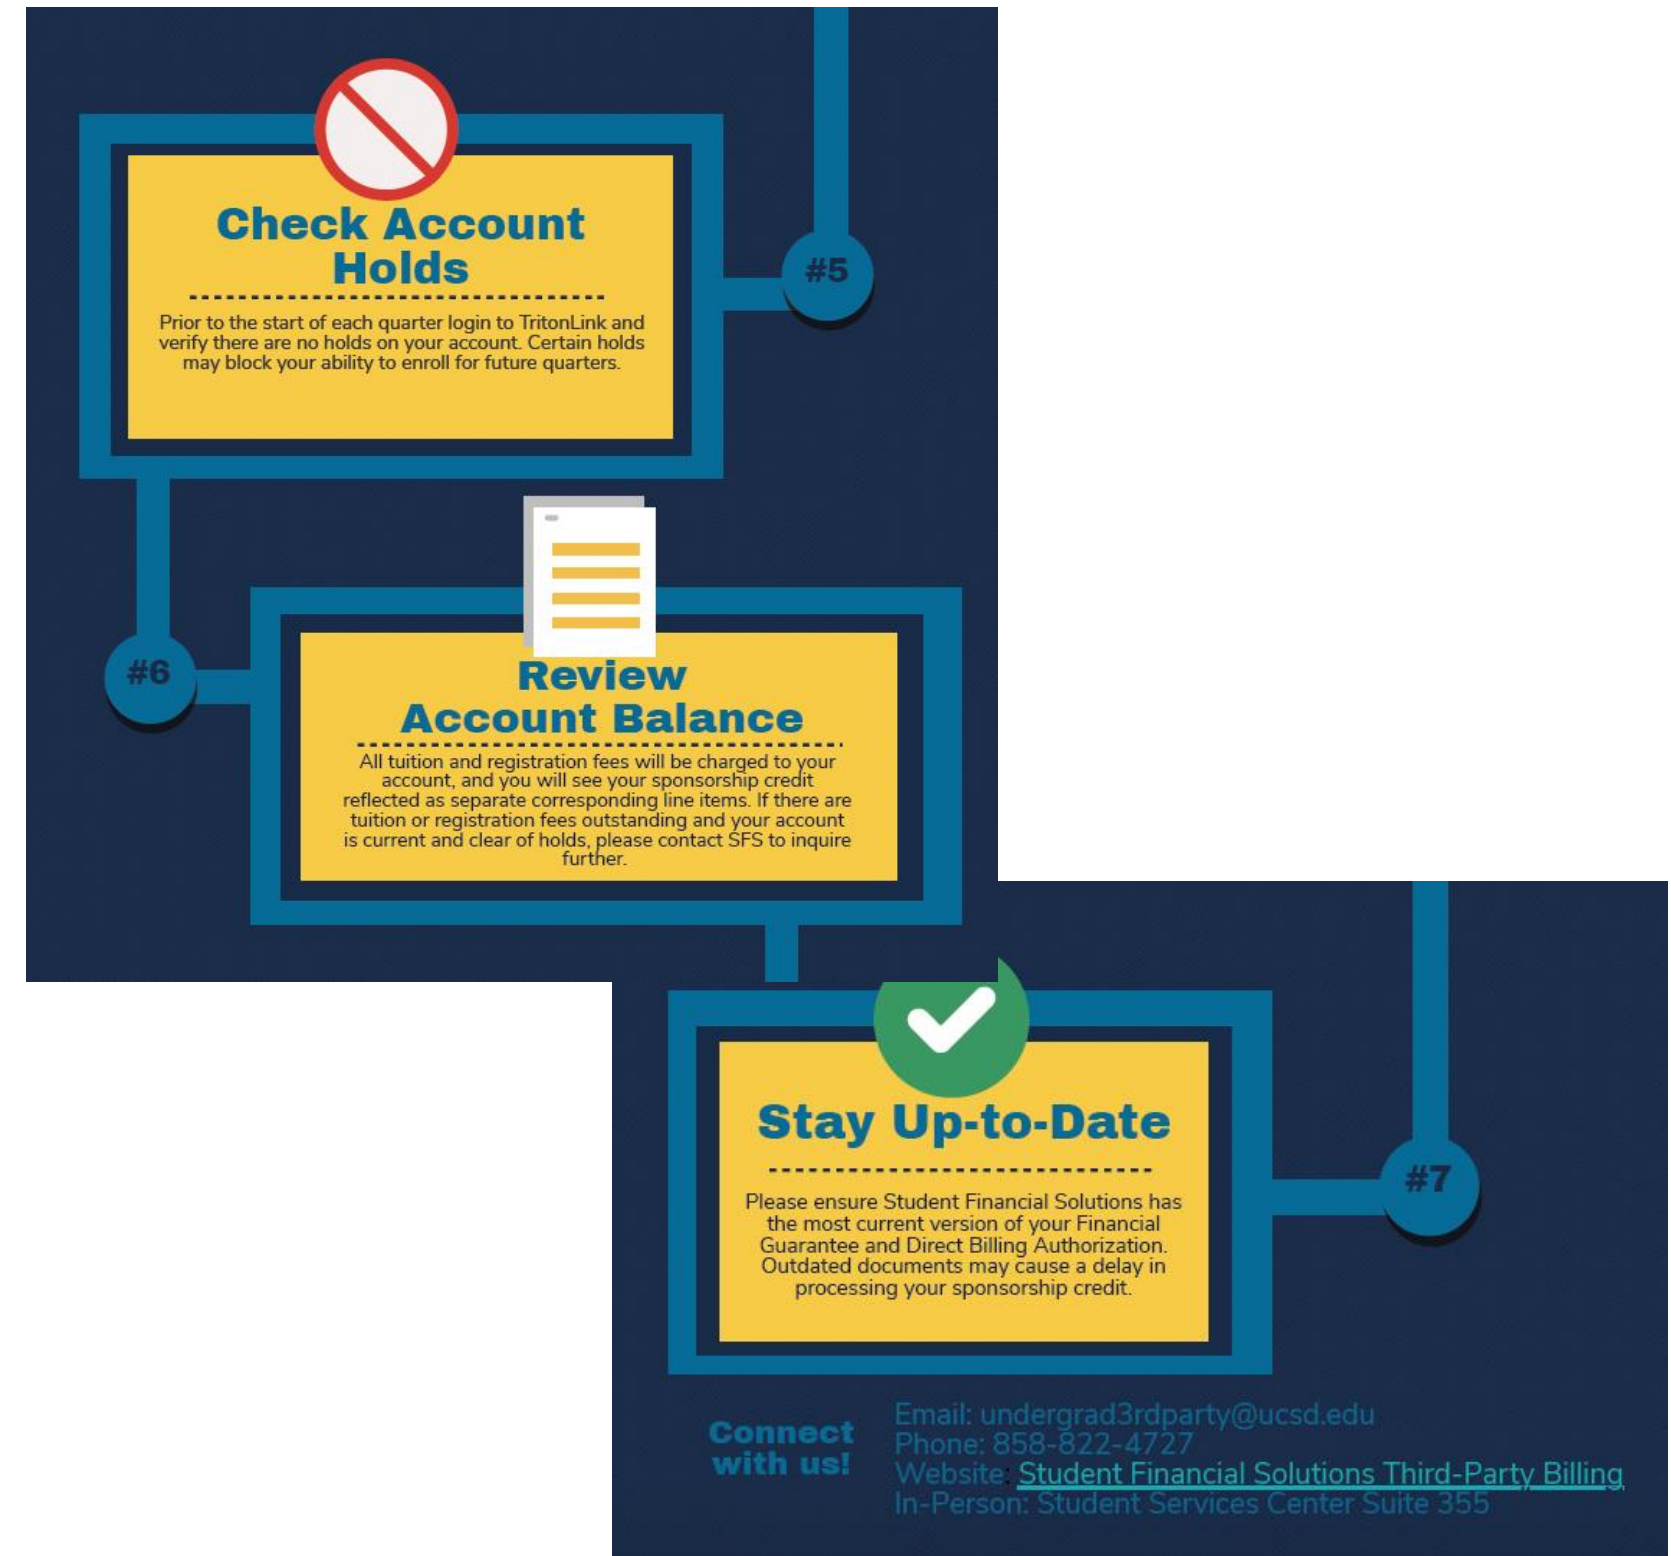 Check Account
Holds
#5
Prior to the start of each quarter login to TritonLink and
verify there are no holds on your account. Certain holds
may block your ability to enroll for future quarters.
#6
Review
Account Balance
All tuition and registration fees will be charged to your
account, and you will see your sponsorship credit
reflected as separate corresponding line items. If there are
tuition or registration fees outstanding and your account
is current and clear of holds, please contact SFS to inquire
further.
Stay Up-to-Date
#7
Please ensure Student Financial Solutions has
the most current version of your Financial
Guarantee and Direct Billing Authorization.
Outdated documents may cause a delay in
processing your sponsorship credit.
Connect
with us!
Email: undergrad3rdparty@ucsd.edu
Phone: 858-822-4727
Website: Student Financial Solutions Third-Party Billing
In-Person: Student Services Center Suite 355